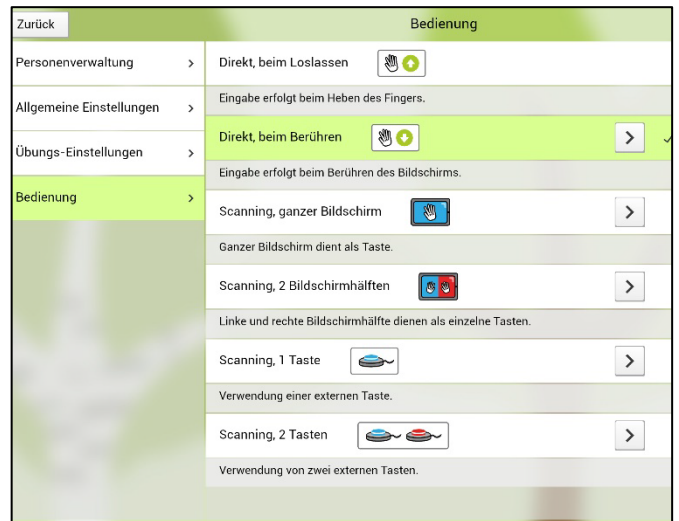 Zurück
Bedienung
Personenverwaltung
Allgemeine Einstellungen
Übungs-Einstellungen
Bedienung
Direkt, beim Loslassen
Eingabe erfolgt beim Heben des Fingers.
Direkt, beim Berühren
Eingabe erfolgt beim Berühren des Bildschirms.
Scanning, ganzer Bildschirm
Ganzer Bildschirm dient als Taste.
Scanning, 2 Bildschirmhälften
Linke und rechte Bildschirmhälfte dienen als einzelne Tasten.
Scanning, 1 Taste
Verwendung einer externen Taste.
Scanning, 2 Tasten
Verwendung von zwei externen Tasten.